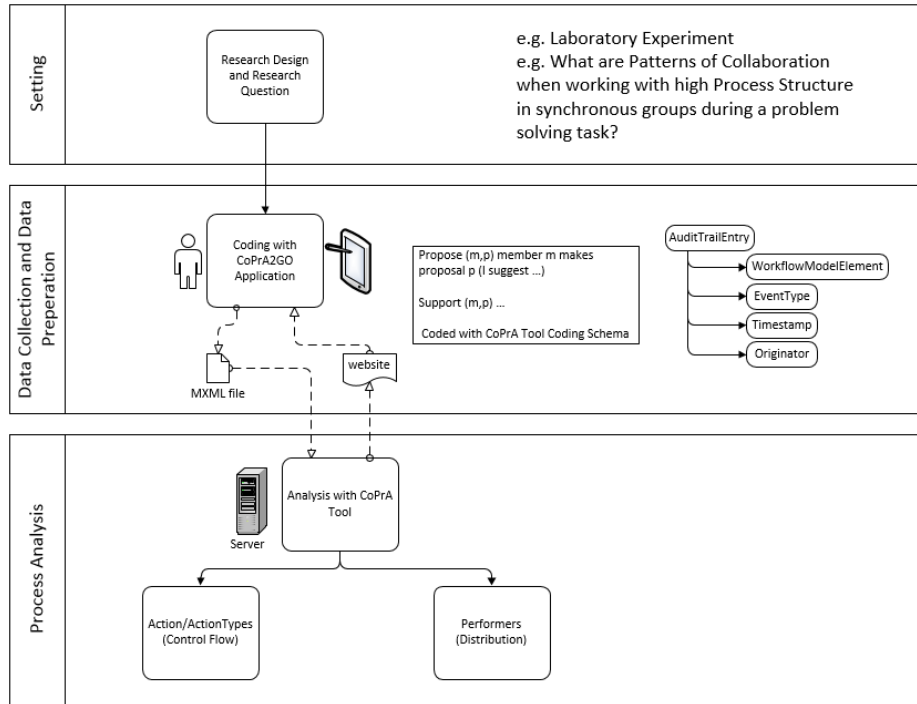 Setting
Research Design
and Research
Question
e.g. Laboratory Experiment
e.g. What are Patterns of Collaboration
when working with high Process Structure
in synchronous groups during a problem
solving task?
Data Collection and Data
Preperation
Coding with
CoPrA2GO
Application
Propose (m,p) member m makes
proposal p (I suggest ...)
Support (m,p) ...
Coded with CoPrA Tool Coding Schema
AuditTrailEntry
WorkflowModelElement
EventType
Timestamp
Originator
MXML file
website
Process Analysis
Server
Analysis with CoPrA
Tool
Action/ActionTypes
(Control Flow)
Performers
(Distribution)